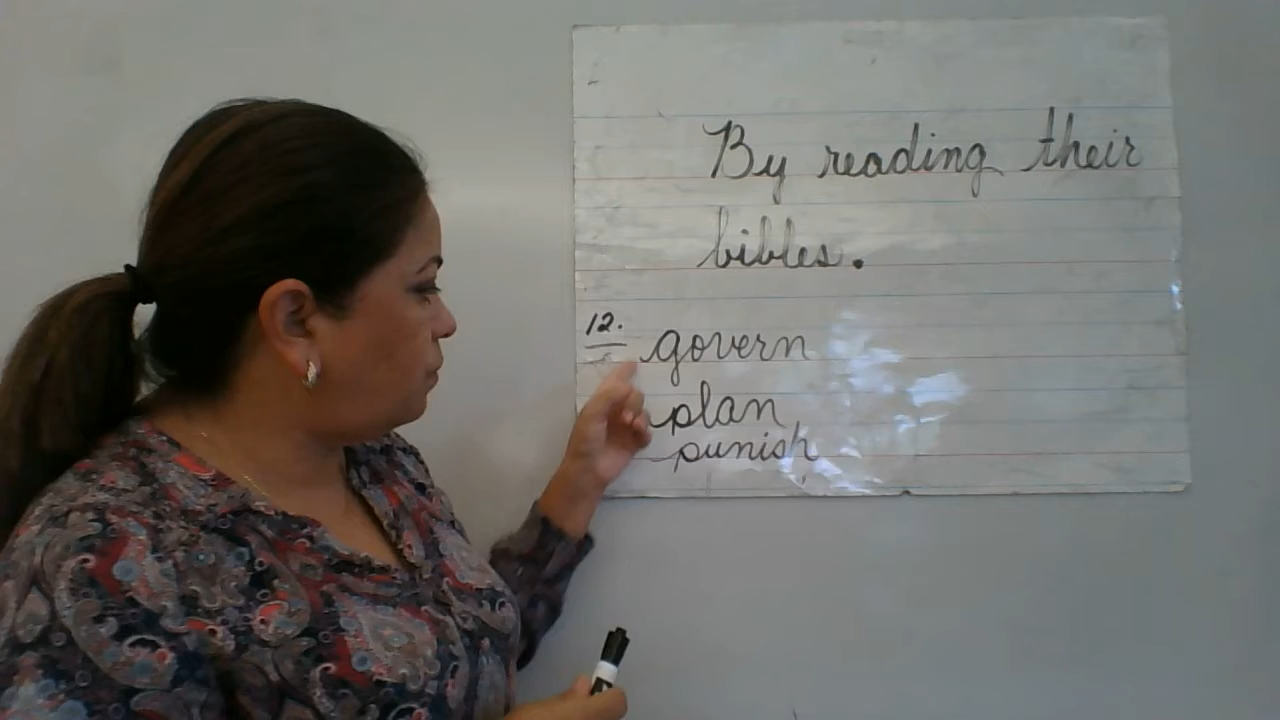 By reading their
bibles.
12. govern
plan
punish